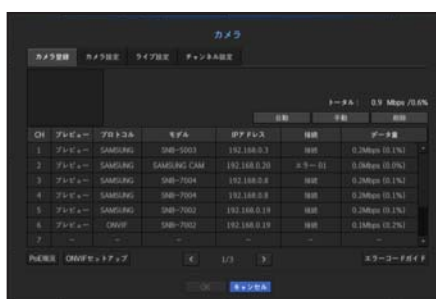 カメラ
カメラ登録 カメラ設定 ライブ設定 チャンネル設定
トータル : 0.9 Mbps /0.6%
自動 手動 削除
CH プレビュー プロトコル モデル IPアドレス 接続 データ量
1 プレビュー SAMSUNG SNB-5003 192.168.0.3 接続 0.2Mbps (0.1%)
2 プレビュー SAMSUNG SAMSUNG CAM 192.168.0.20 エラー 01 0.0Mbps (0.0%)
3 プレビュー SAMSUNG SNB-7004 192.168.0.8 接続 0.2Mbps (0.1%)
4 プレビュー SAMSUNG SNB-7004 192.168.0.8 接続 0.2Mbps (0.1%)
5 プレビュー SAMSUNG SNB-7002 192.168.0.19 接続 0.2Mbps (0.1%)
6 プレビュー ONVIF SNB-7002 192.168.0.19 接続 0.1Mbps (0.2%)
7 - - - - - -
PoE現況 ONVIFセットアップ < 1/3 > エラーコードガイド
OK キャンセル